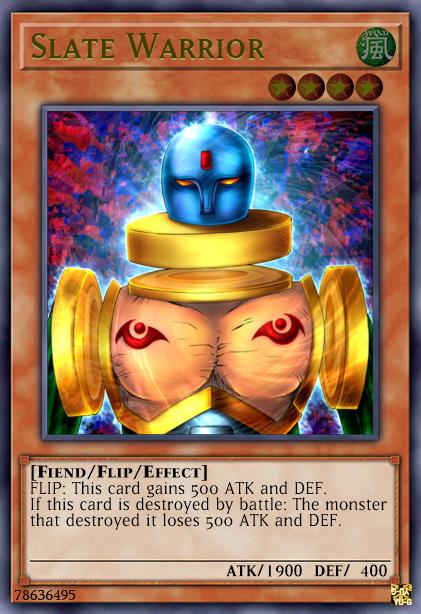 SLATE WARRIOR
WIND
風
[FIEND/FLIP/EFFECT]
FLIP: This card gains 500 ATK and DEF.
If this card is destroyed by battle: The monster
that destroyed it loses 500 ATK and DEF.
ATK/1900 DEF/ 400
78636495